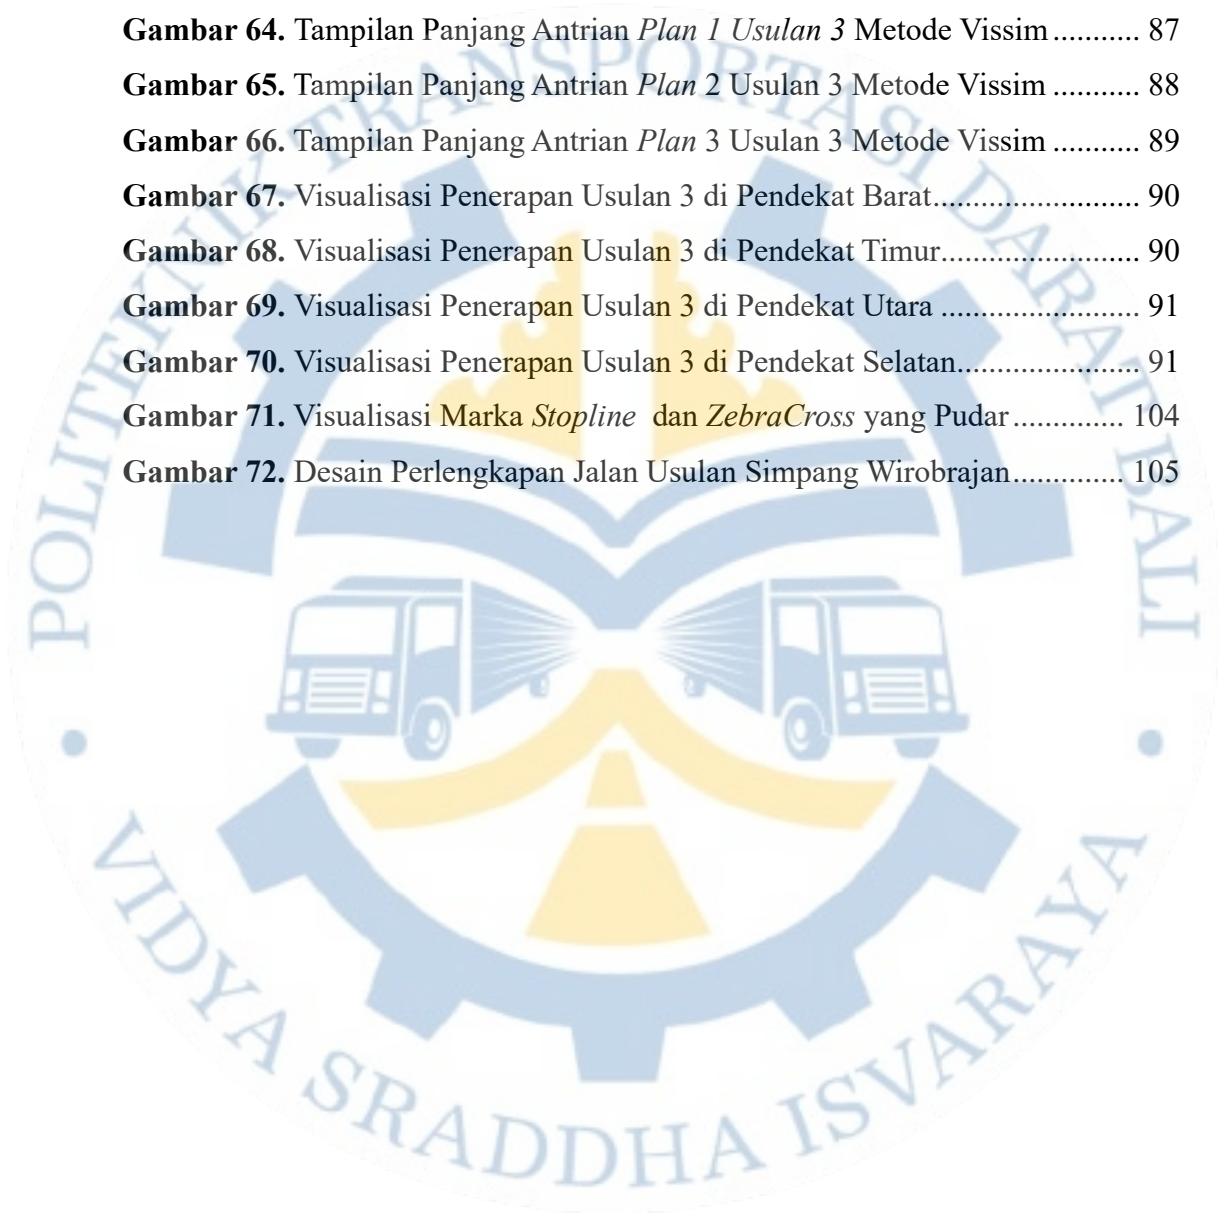 Gambar 64. Tampilan Panjang Antrian Plan 1 Usulan 3 Metode Vissim ........... 87
Gambar 65. Tampilan Panjang Antrian Plan 2 Usulan 3 Metode Vissim ........... 88
Gambar 66. Tampilan Panjang Antrian Plan 3 Usulan 3 Metode Vissim ........... 89
Gambar 67. Visualisasi Penerapan Usulan 3 di Pendekat Barat.......................... 90
Gambar 68. Visualisasi Penerapan Usulan 3 di Pendekat Timur......................... 90
Gambar 69. Visualisasi Penerapan Usulan 3 di Pendekat Utara ......................... 91
Gambar 70. Visualisasi Penerapan Usulan 3 di Pendekat Selatan....................... 91
Gambar 71. Visualisasi Marka Stopline dan ZebraCross yang Pudar .............. 104
Gambar 72. Desain Perlengkapan Jalan Usulan Simpang Wirobrajan.............. 105
POLITEKNIK TRANSPORTASI DARAT BALI
VIDYA SRADDHA ISVARAYA